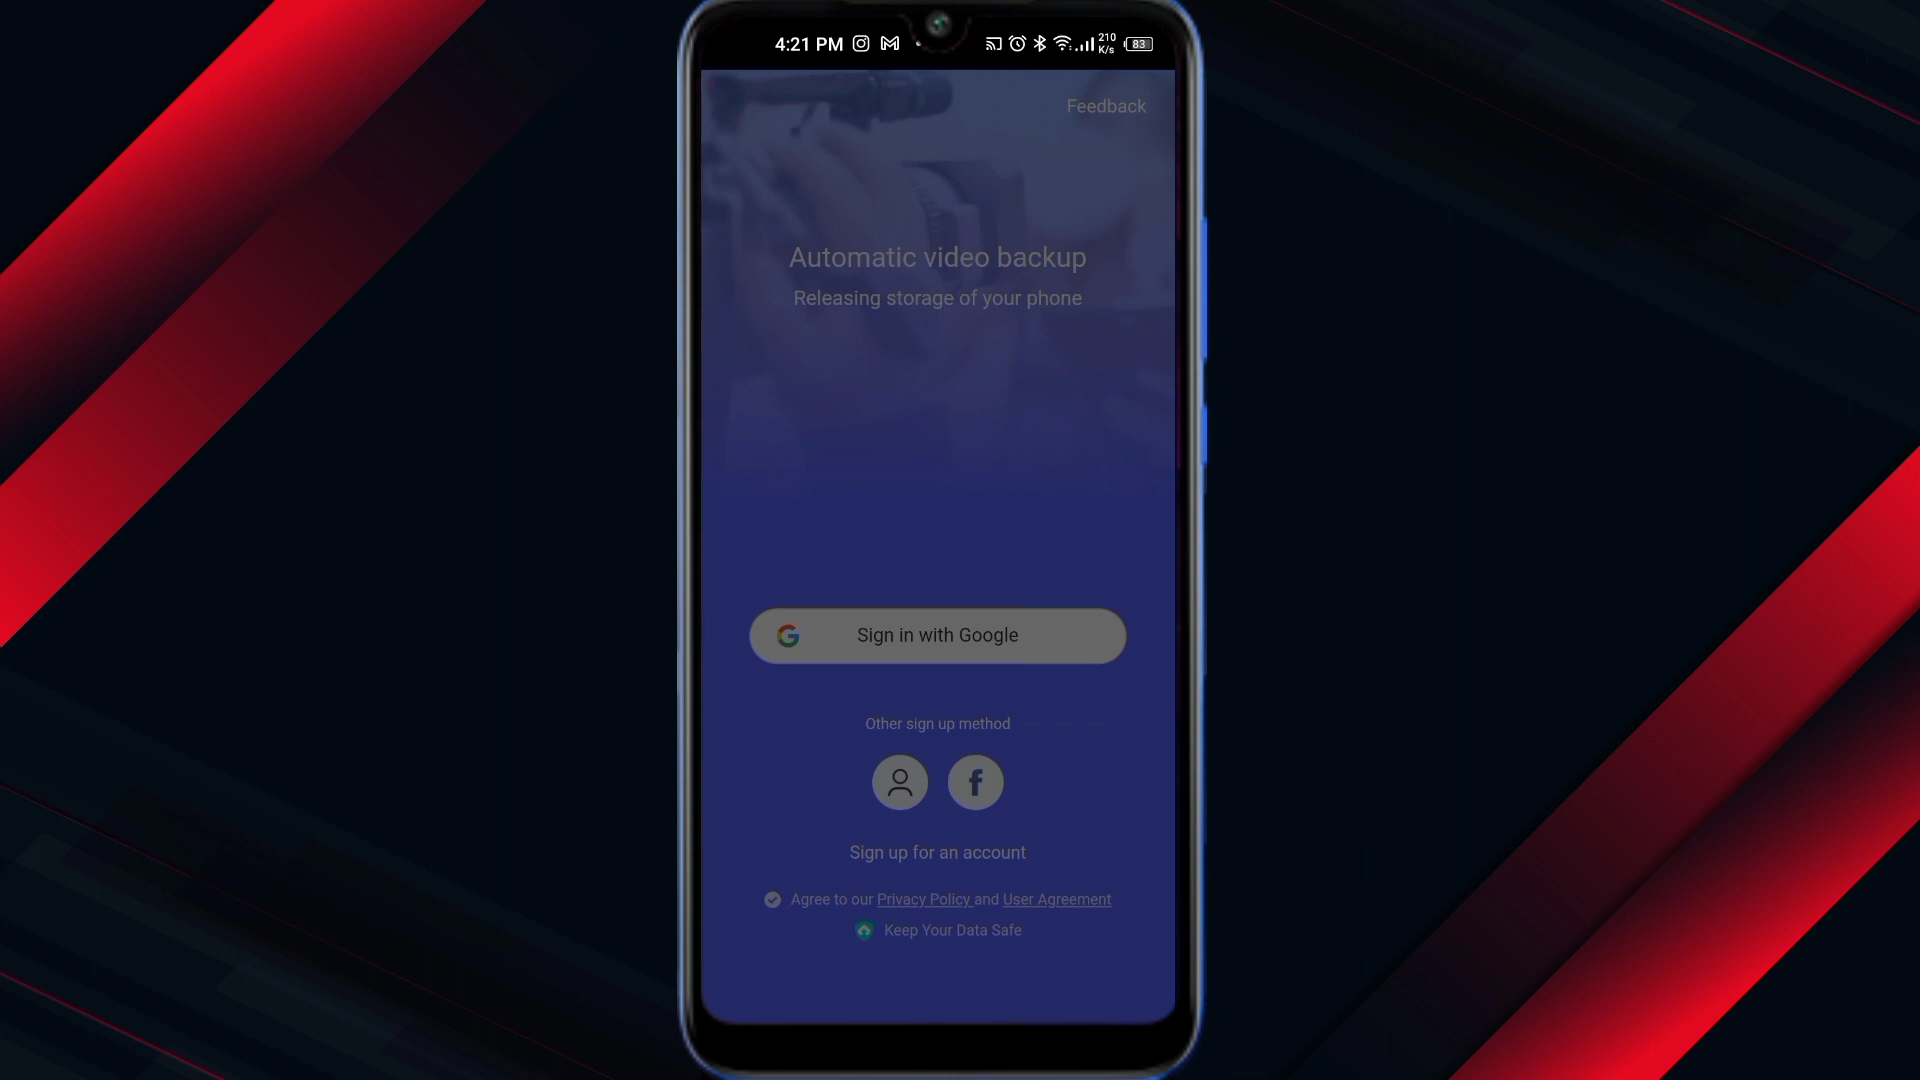 4:21 PM 210 K/s 83
Feedback
Automatic video backup
Releasing storage of your phone
Sign in with Google
Other sign up method
Sign up for an account
Agree to our Privacy Policy and User Agreement
Keep Your Data Safe